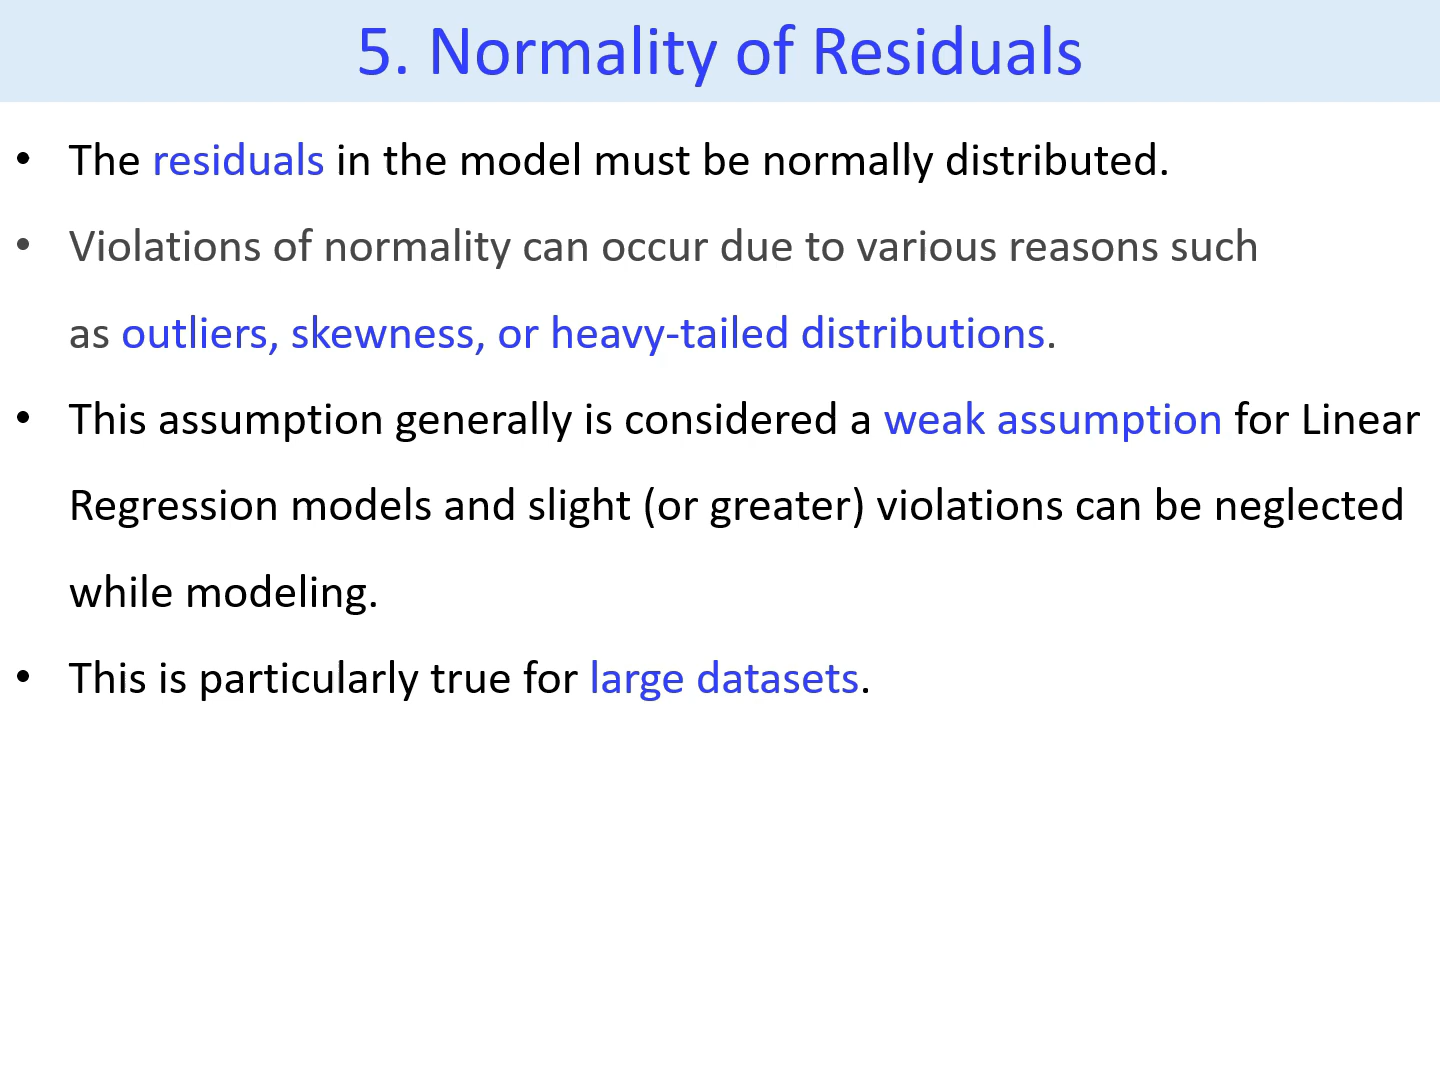 5. Normality of Residuals
• The residuals in the model must be normally distributed.
• Violations of normality can occur due to various reasons such
as outliers, skewness, or heavy-tailed distributions.
• This assumption generally is considered a weak assumption for Linear
Regression models and slight (or greater) violations can be neglected
while modeling.
• This is particularly true for large datasets.